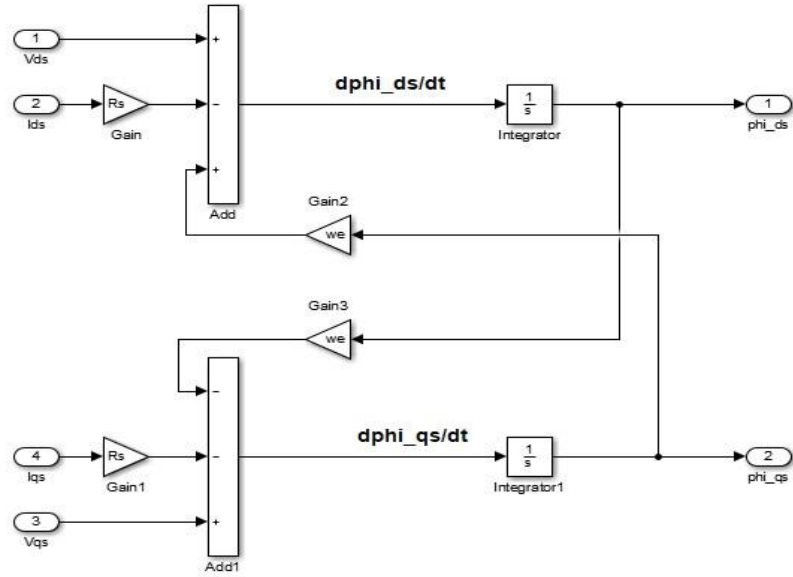 1
Vds
+
dphi_ds/dt
2
Ids
Rs
Gain
−
1
s
Integrator
1
phi_ds
+
Add
Gain2
we
Gain3
we
−
dphi_qs/dt
4
Iqs
Rs
Gain1
−
1
s
Integrator1
2
phi_qs
3
Vqs
+
Add1